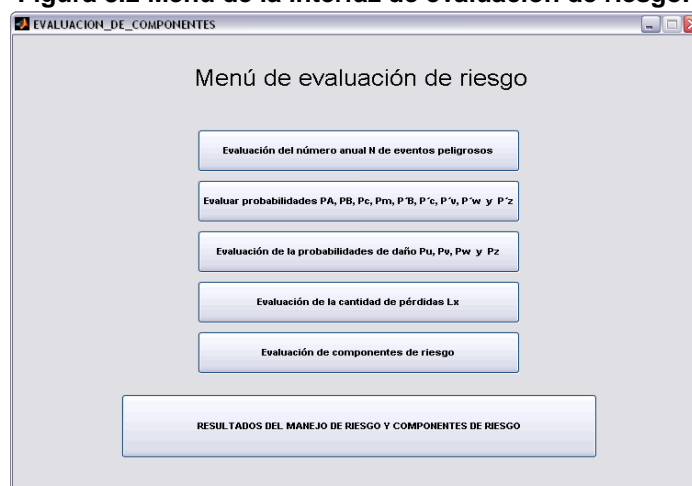 Figura 3.2 Menú de la interfaz de evaluación de riesgo.
EVALUACION_DE_COMPONENTES
Menú de evaluación de riesgo
Evaluación del número anual N de eventos peligrosos
Evaluar probabilidades PA, PB, Pc, Pm, P´B, P´c, P´v, P´w y P´z
Evaluación de la probabilidades de daño Pu, Pv, Pw y Pz
Evaluación de la cantidad de pérdidas Lx
Evaluación de componentes de riesgo
RESULTADOS DEL MANEJO DE RIESGO Y COMPONENTES DE RIESGO